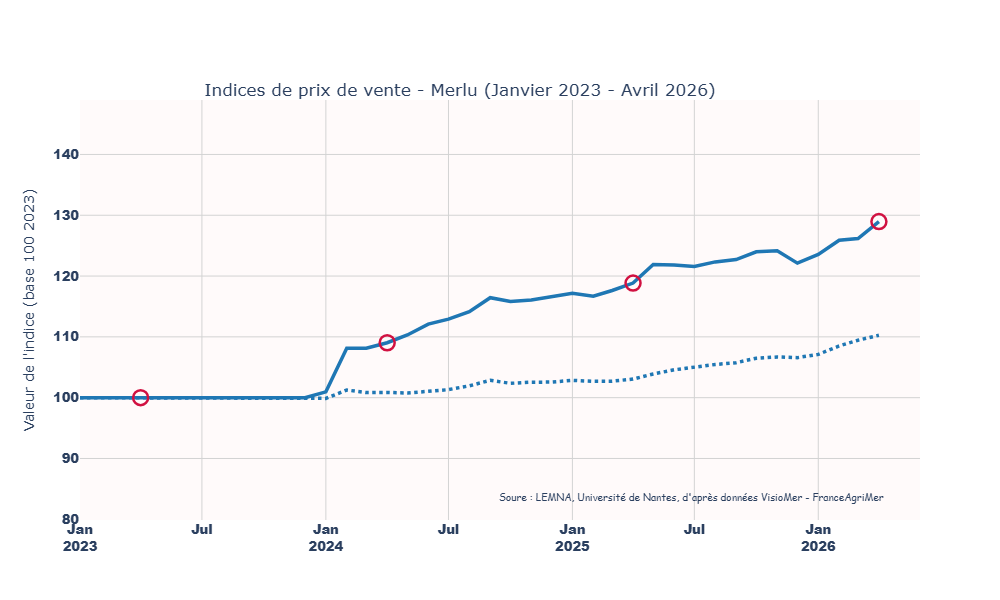 Indices de prix de vente - Merlu (Janvier 2023 - Avril 2026)
Valeur de l'indice (base 100 2023)
140
130
120
110
100
90
80
Soure : LEMNA, Université de Nantes, d'après données VisioMer - FranceAgriMer
Jan Jul Jan Jul Jan Jul Jan
2023 2024 2025 2026